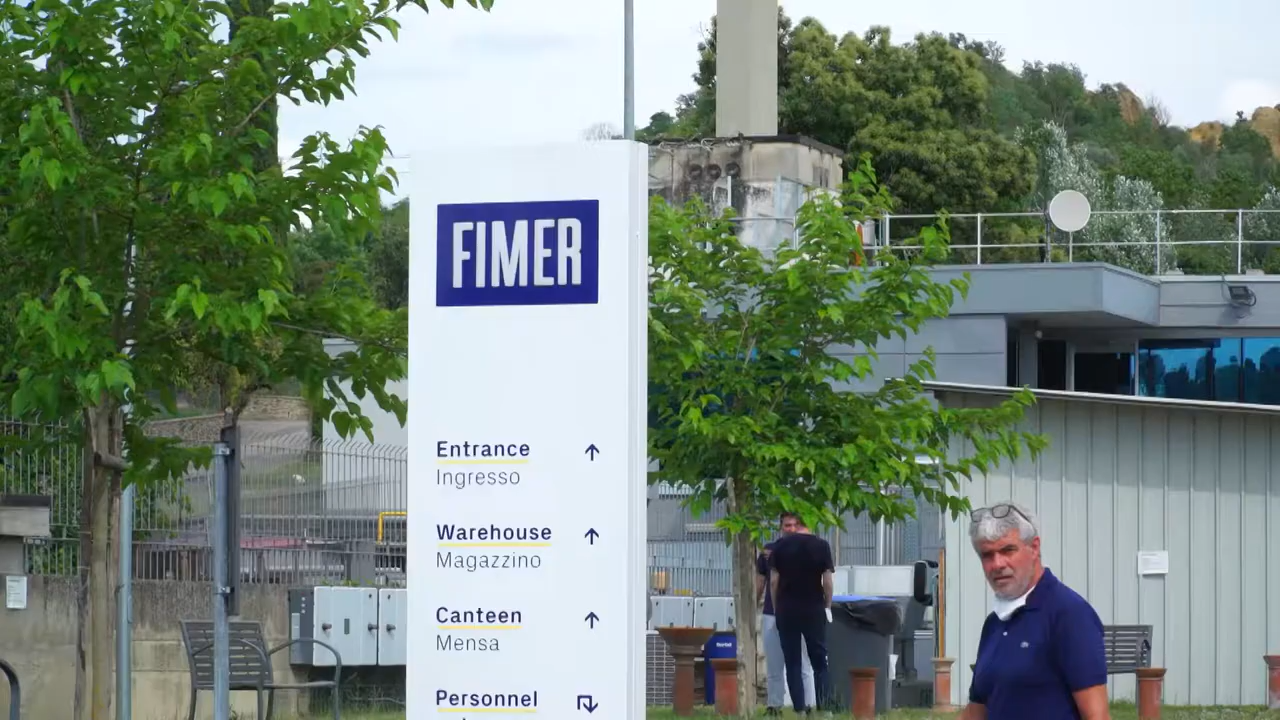 FIMER
Entrance
Ingresso
Warehouse
Magazzino
Canteen
Mensa
Personnel